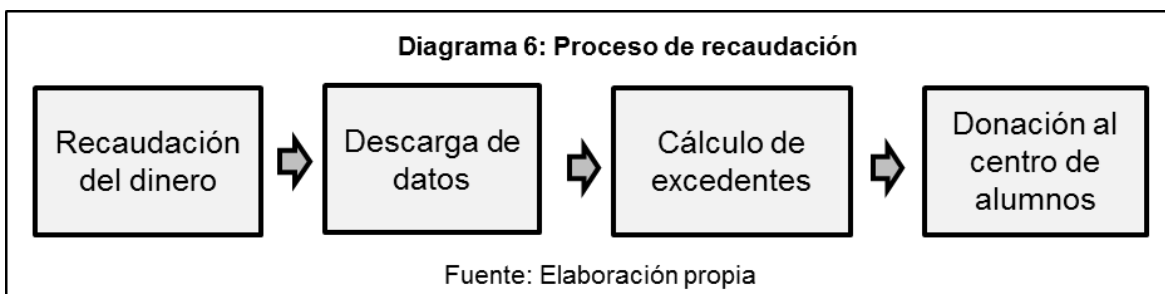 Diagrama 6: Proceso de recaudación
Recaudación
del dinero
Descarga de
datos
Cálculo de
excedentes
Donación al
centro de
alumnos
Fuente: Elaboración propia